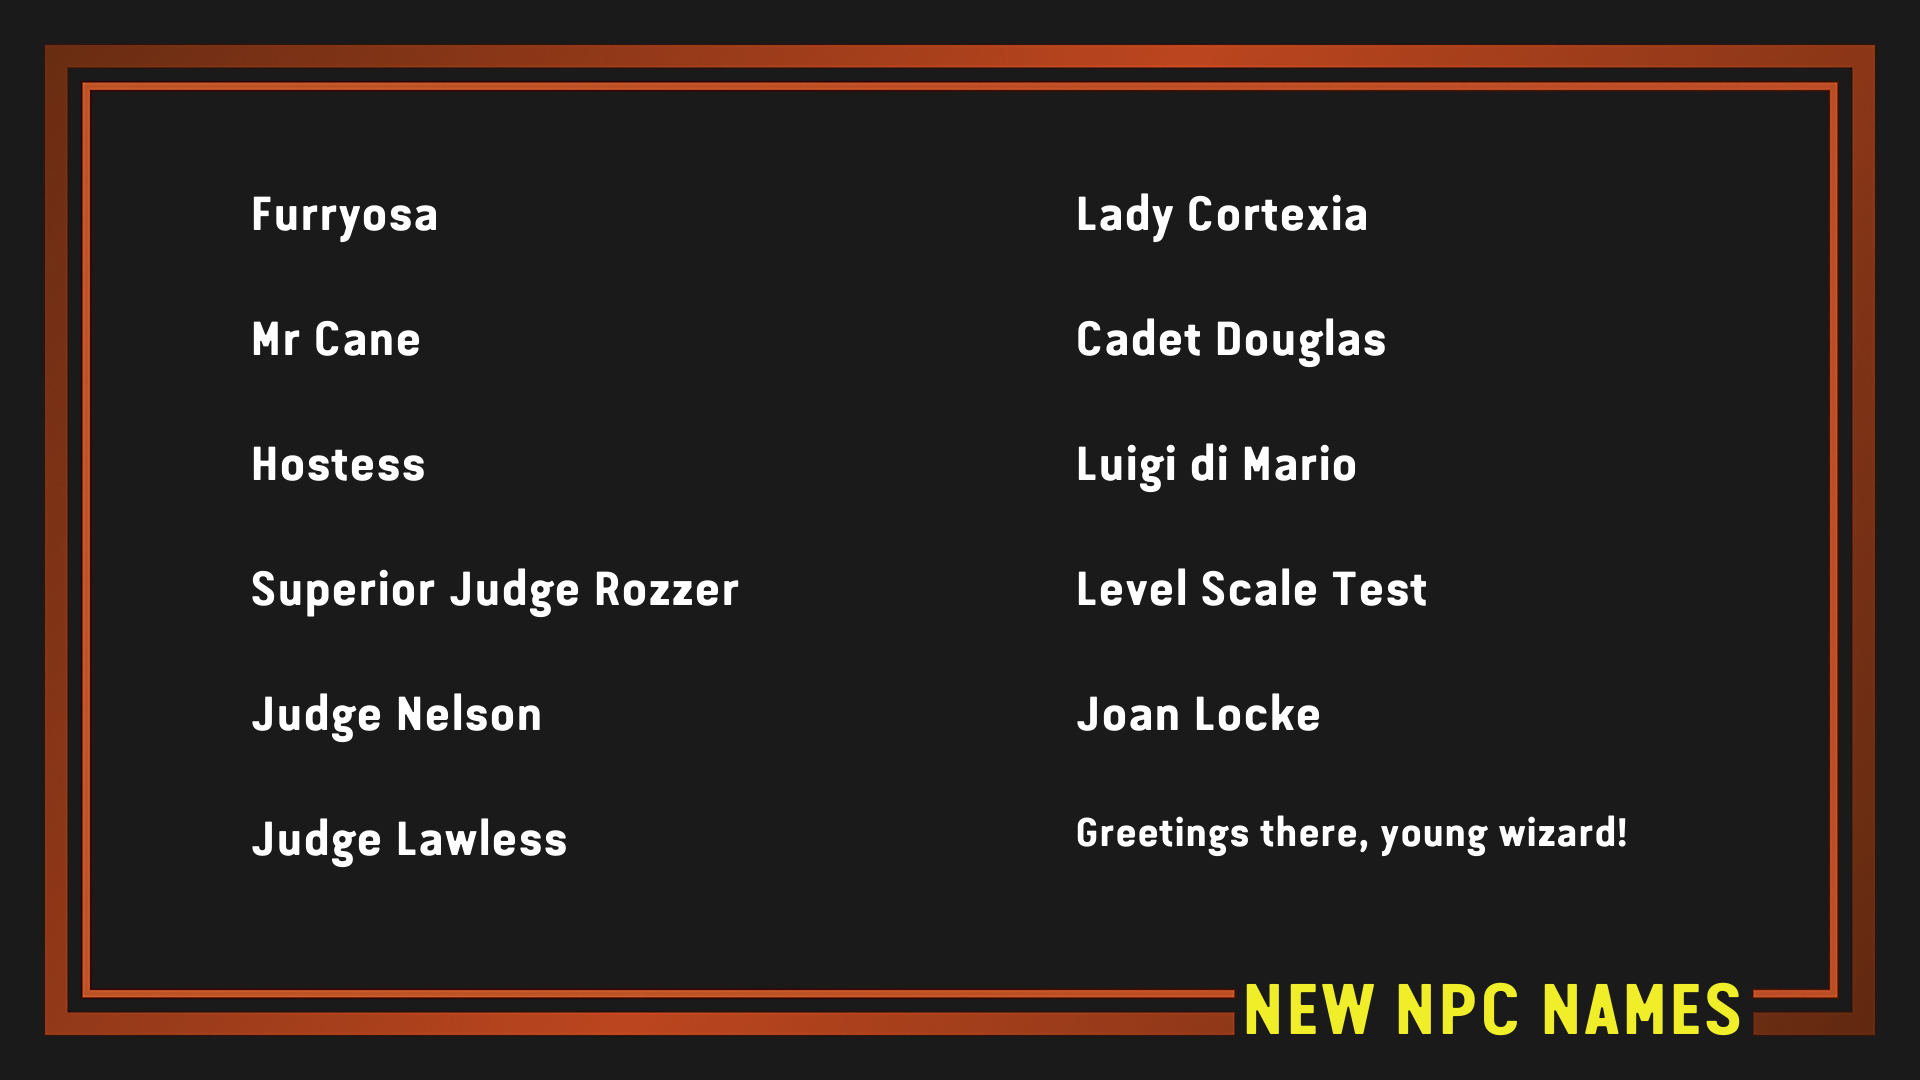 Furryosa
Mr Cane
Hostess
Superior Judge Rozzer
Judge Nelson
Judge Lawless
Lady Cortexia
Cadet Douglas
Luigi di Mario
Level Scale Test
Joan Locke
Greetings there, young wizard!
NEW NPC NAMES